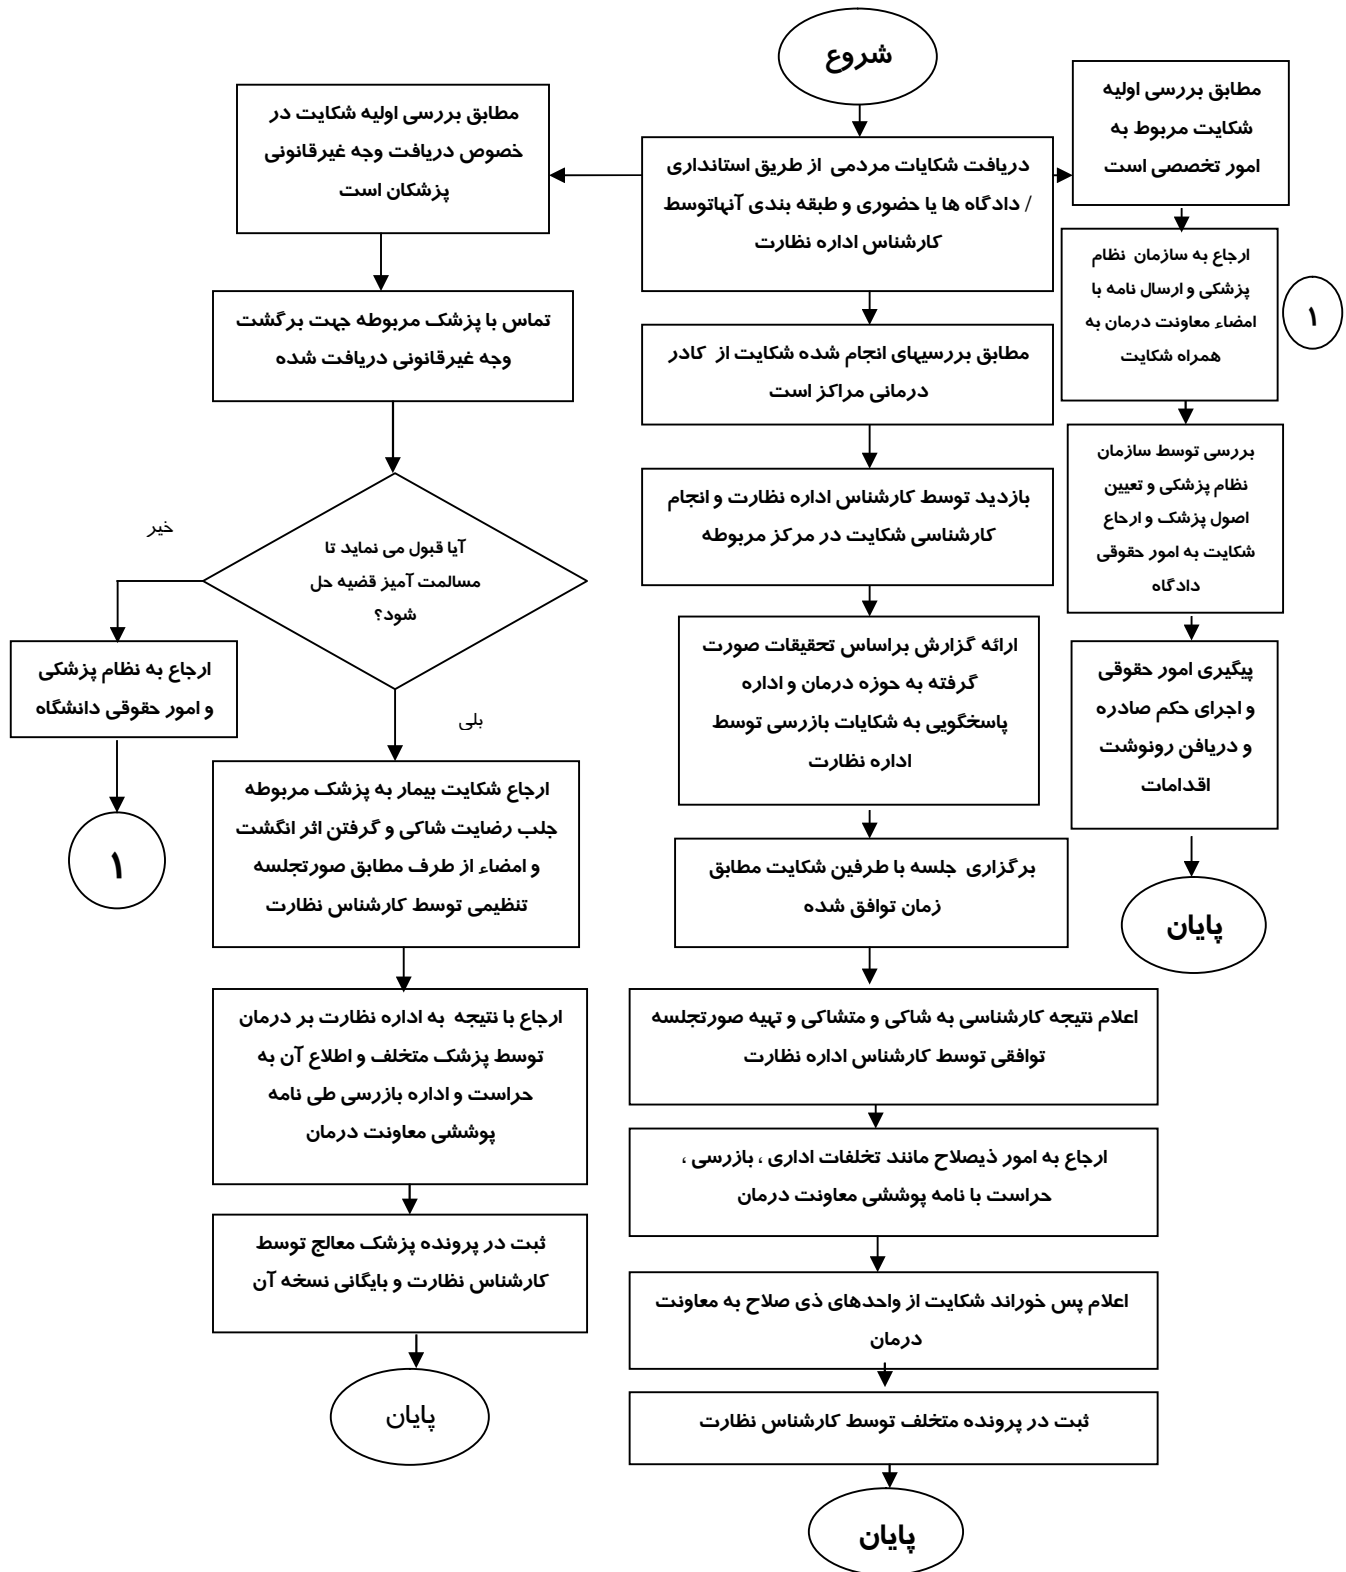 شروع
دریافت شکایات مردمی از طریق استانداری
/ دادگاه ها یا حضوری و طبقه بندی آنهاتوسط
کارشناس اداره نظارت
مطابق بررسی اولیه
شکایت مربوط به
امور تخصصی است
ارجاع به سازمان نظام
پزشکی و ارسال نامه با
امضاء معاونت درمان به
همراه شکایت
۱
بررسی توسط سازمان
نظام پزشکی و تعیین
اصول پزشک و ارحاع
شکایت به امور حقوقی
دادگاه
پیگیری امور حقوقی
و اجرای حکم صادره
و دریافن رونوشت
اقدامات
پایان
مطابق بررسیهای انجام شده شکایت از کادر
درمانی مراکز است
بازدید توسط کارشناس اداره نظارت و انجام
کارشناسی شکایت در مرکز مربوطه
ارائه گزارش براساس تحقیقات صورت
گرفته به حوزه درمان و اداره
پاسخگویی به شکایات بازرسی توسط
اداره نظارت
برگزاری جلسه با طرفین شکایت مطابق
زمان توافق شده
اعلام نتیجه کارشناسی به شاکی و متشاکی و تهیه صورتجلسه
توافقی توسط کارشناس اداره نظارت
ارجاع به امور ذیصلاح مانند تخلفات اداری ، بازرسی ،
حراست با نامه پوششی معاونت درمان
اعلام پس خوراند شکایت از واحدهای ذی صلاح به معاونت
درمان
ثبت در پرونده متخلف توسط کارشناس نظارت
پایان
مطابق بررسی اولیه شکایت در
خصوص دریافت وجه غیرقانونی
پزشکان است
تماس با پزشک مربوطه جهت برگشت
وجه غیرقانونی دریافت شده
آیا قبول می نماید تا
مسالمت آمیز قضیه حل
شود؟
خیر
ارجاع به نظام پزشکی
و امور حقوقی دانشگاه
۱
بلی
ارجاع شکایت بیمار به پزشک مربوطه
جلب رضایت شاکی و گرفتن اثر انگشت
و امضاء از طرف مطابق صورتجلسه
تنظیمی توسط کارشناس نظارت
ارجاع با نتیجه به اداره نظارت بر درمان
توسط پزشک متخلف و اطلاع آن به
حراست و اداره بازرسی طی نامه
پوششی معاونت درمان
ثبت در پرونده پزشک معالج توسط
کارشناس نظارت و بایگانی نسخه آن
پایان